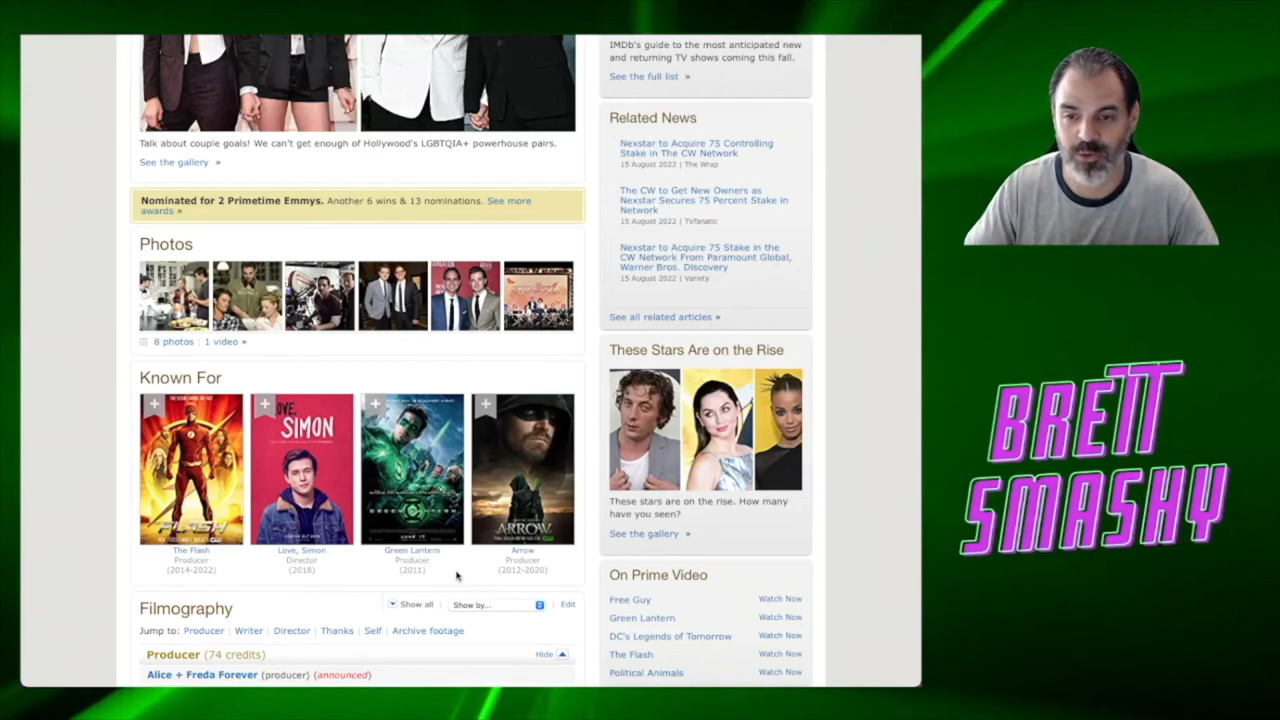 Talk about couple goals! We can't get enough of Hollywood's LGBTQIA+ powerhouse pairs.
See the gallery »
Nominated for 2 Primetime Emmys. Another 6 wins & 13 nominations. See more
awards »
Photos
8 photos | 1 video »
Known For
FLASH
LOVE,
SIMON
GREEN LANTERN
JUNE 17
ARROW
The Flash
Producer
(2014-2022)
Love, Simon
Director
(2018)
Green Lantern
Producer
(2011)
Arrow
Producer
(2012-2020)
Filmography
Show all | Show by... | Edit
Jump to: Producer | Writer | Director | Thanks | Self | Archive footage
Producer (74 credits) Hide
Alice + Freda Forever (producer) (announced)
IMDb's guide to the most anticipated new
and returning TV shows coming this fall.
See the full list »
Related News
Nexstar to Acquire 75 Controlling
Stake in The CW Network
15 August 2022 | The Wrap
The CW to Get New Owners as
Nexstar Secures 75 Percent Stake in
Network
15 August 2022 | TVfanatic
Nexstar to Acquire 75 Stake in the
CW Network From Paramount Global,
Warner Bros. Discovery
15 August 2022 | Variety
See all related articles »
These Stars Are on the Rise
These stars are on the rise. How many
have you seen?
See the gallery »
On Prime Video
Free Guy Watch Now
Green Lantern Watch Now
DC's Legends of Tomorrow Watch Now
The Flash Watch Now
Political Animals Watch Now
BRETT
SMASHY